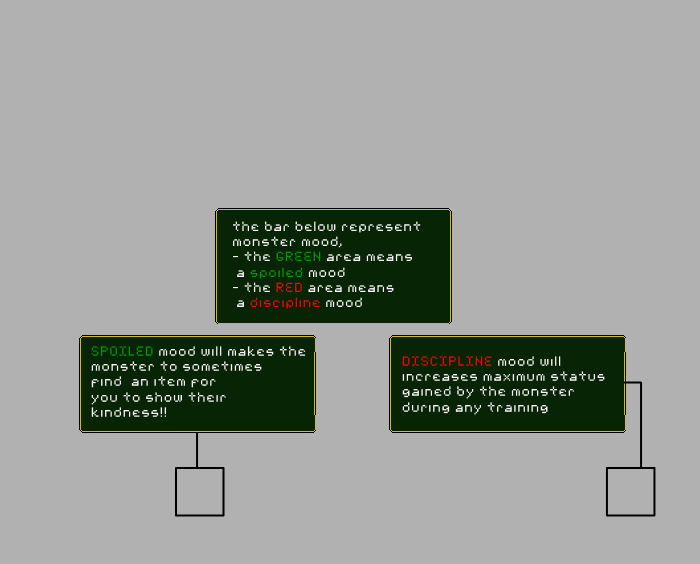 the bar below represent
monster mood,
- the GREEN area means
a spoiled mood
- the RED area means
a discipline mood
SPOILED mood will makes the
monster to sometimes
find an item for
you to show their
kindness!!
DISCIPLINE mood will
increases maximum status
gained by the monster
during any training